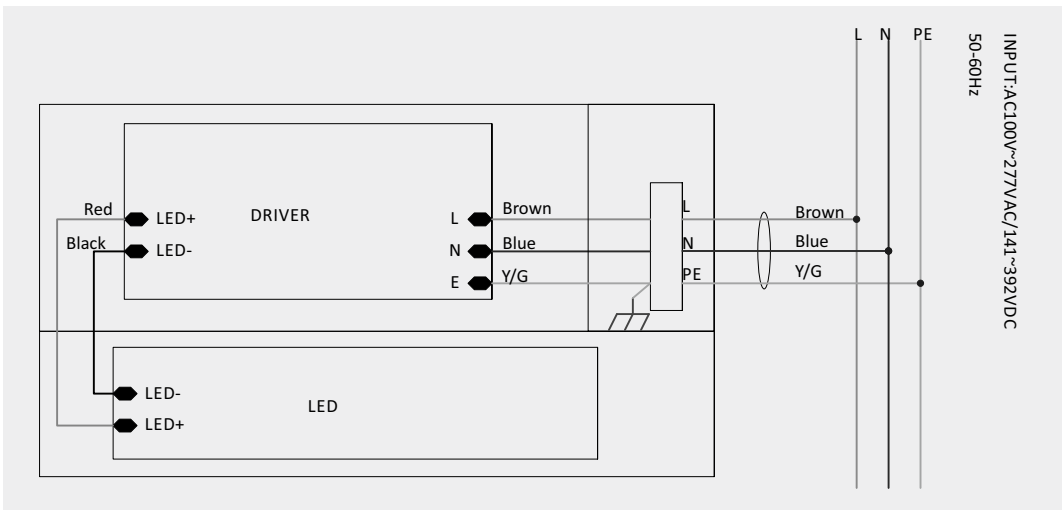 L N PE
INPUT:AC100V~277VAC/141~392VDC
50-60Hz
Red
LED+
DRIVER
L
Brown
L
Brown
Black
LED-
N
Blue
N
Blue
E
Y/G
PE
Y/G
LED-
LED
LED+